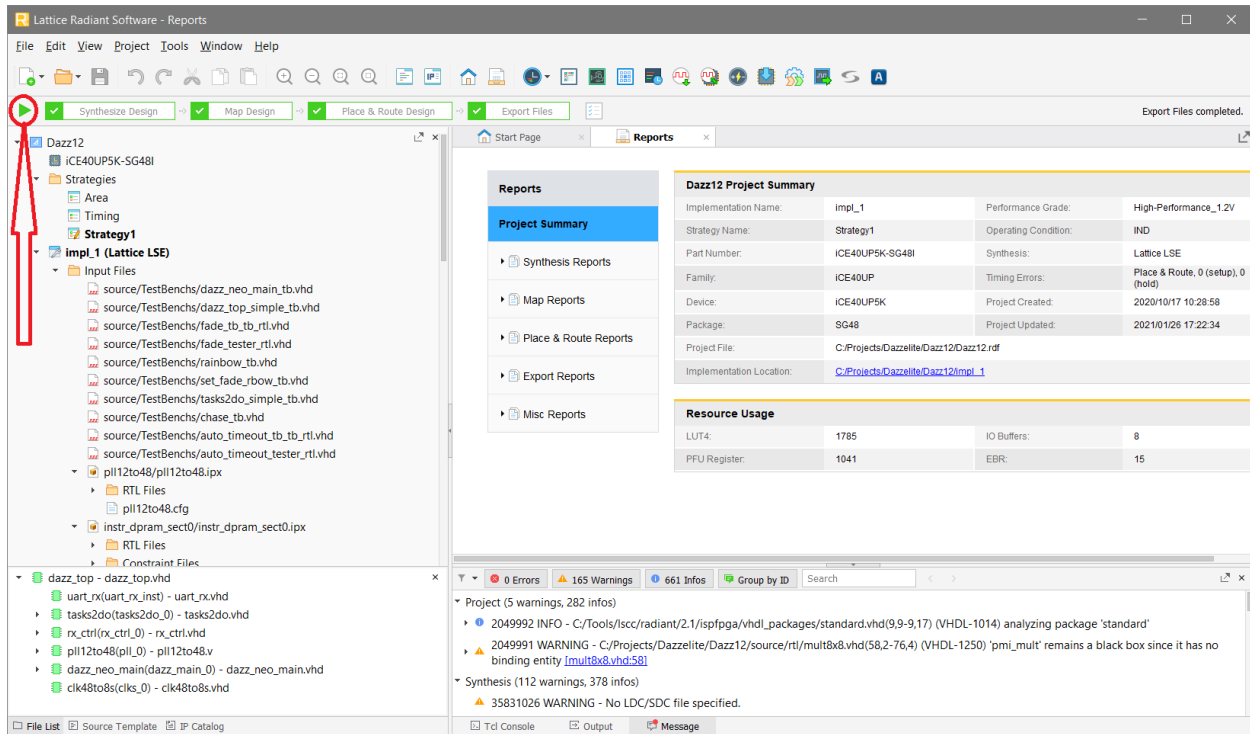 Lattice Radiant Software - Reports
File Edit View Project Tools Window Help
Synthesize Design Map Design Place & Route Design Export Files Export Files completed.
Dazz12
iCE40UP5K-SG48I
Strategies
Area
Timing
Strategy1
impl_1 (Lattice LSE)
Input Files
source/TestBenchs/dazz_neo_main_tb.vhd
source/TestBenchs/dazz_top_simple_tb.vhd
source/TestBenchs/fade_tb_tb_rtl.vhd
source/TestBenchs/fade_tester_rtl.vhd
source/TestBenchs/rainbow_tb.vhd
source/TestBenchs/set_fade_rbow_tb.vhd
source/TestBenchs/tasks2do_simple_tb.vhd
source/TestBenchs/chase_tb.vhd
source/TestBenchs/auto_timeout_tb_tb_rtl.vhd
source/TestBenchs/auto_timeout_tester_rtl.vhd
pll12to48/pll12to48.ipx
RTL Files
pll12to48.cfg
instr_dpram_sect0/instr_dpram_sect0.ipx
RTL Files
Constraint Files
dazz_top - dazz_top.vhd
uart_rx(uart_rx_inst) - uart_rx.vhd
tasks2do(tasks2do_0) - tasks2do.vhd
rx_ctrl(rx_ctrl_0) - rx_ctrl.vhd
pll12to48(pll_0) - pll12to48.v
dazz_neo_main(dazz_main_0) - dazz_neo_main.vhd
clk48to8s(clks_0) - clk48to8s.vhd
File List Source Template IP Catalog
Start Page Reports
Reports
Project Summary
Synthesis Reports
Map Reports
Place & Route Reports
Export Reports
Misc Reports
Dazz12 Project Summary
Implementation Name: impl_1 Performance Grade: High-Performance_1.2V
Strategy Name: Strategy1 Operating Condition: IND
Part Number: iCE40UP5K-SG48I Synthesis: Lattice LSE
Family: iCE40UP Timing Errors: Place & Route, 0 (setup), 0
(hold)
Device: iCE40UP5K Project Created: 2020/10/17 10:28:58
Package: SG48 Project Updated: 2021/01/26 17:22:34
Project File: C:/Projects/Dazzelite/Dazz12/Dazz12.rdf
Implementation Location: C:/Projects/Dazzelite/Dazz12/impl_1
Resource Usage
LUT4: 1785 IO Buffers: 8
PFU Register: 1041 EBR: 15
0 Errors 165 Warnings 661 Infos Group by ID Search
Project (5 warnings, 282 infos)
2049992 INFO - C:/Tools/lscc/radiant/2.1/ispfpga/vhdl_packages/standard.vhd(9,9-9,17) (VHDL-1014) analyzing package 'standard'
2049991 WARNING - C:/Projects/Dazzelite/Dazz12/source/rtl/mult8x8.vhd(58,2-76,4) (VHDL-1250) 'pmi_mult' remains a black box since it has no
binding entity [mult8x8.vhd:58]
Synthesis (112 warnings, 378 infos)
35831026 WARNING - No LDC/SDC file specified.
Tcl Console Output Message